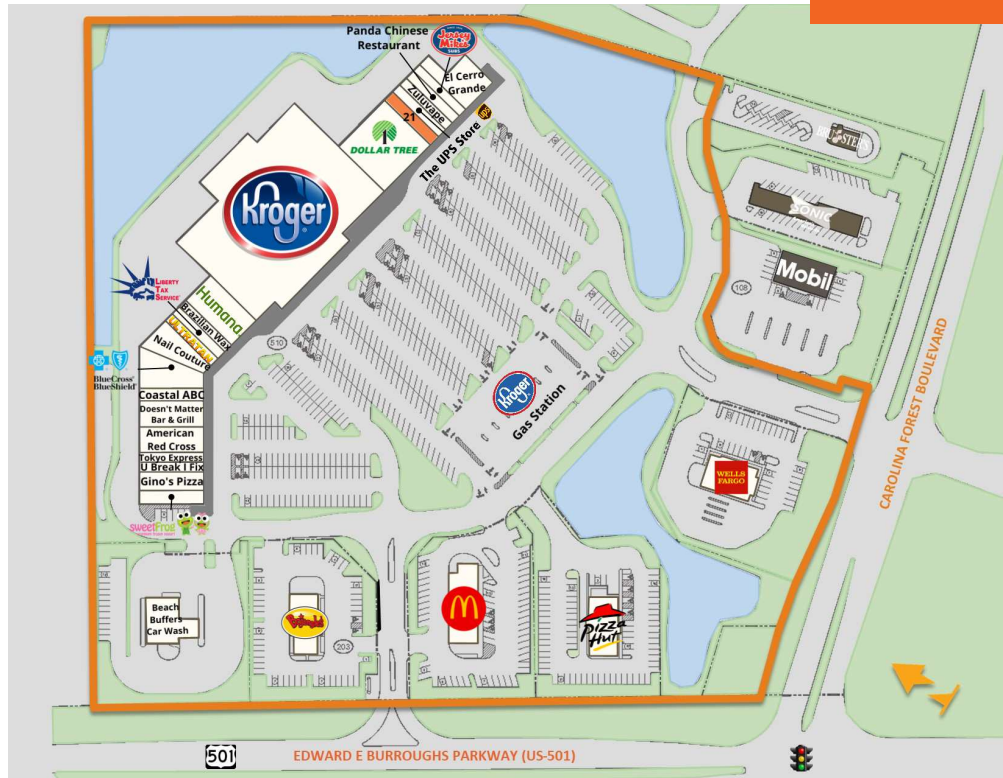 Panda Chinese
Restaurant
Jersey
Mike's
SUBS
El Cerro
Grande
Zuluvape
21
ups
The UPS Store
DOLLAR TREE
Kroger
BRUSTERS
SONIC
Mobil
108
LIBERTY
TAX
SERVICE
Humana
Brazilian Wax
ULTRATAN
Nail Couture
BlueCross
BlueShield
510
Coastal ABC
Doesn't Matter
Bar & Grill
American
Red Cross
Tokyo Express
U Break I Fix
Gino's Pizza
sweetFrog
Kroger
Gas Station
WELLS
FARGO
CAROLINA FOREST BOULEVARD
Beach
Buffers
Car Wash
Bojangles
203
Pizza
Hut
501
EDWARD E BURROUGHS PARKWAY (US-501)